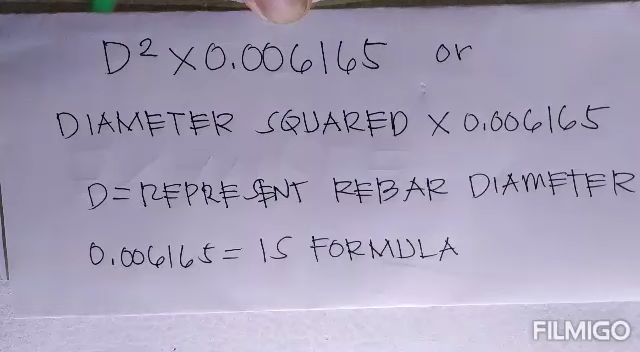 D² X 0.006165 or
DIAMETER SQUARED X 0.006165
D = REPRESENT REBAR DIAMETER
0.006165 = IS FORMULA
FILMIGO